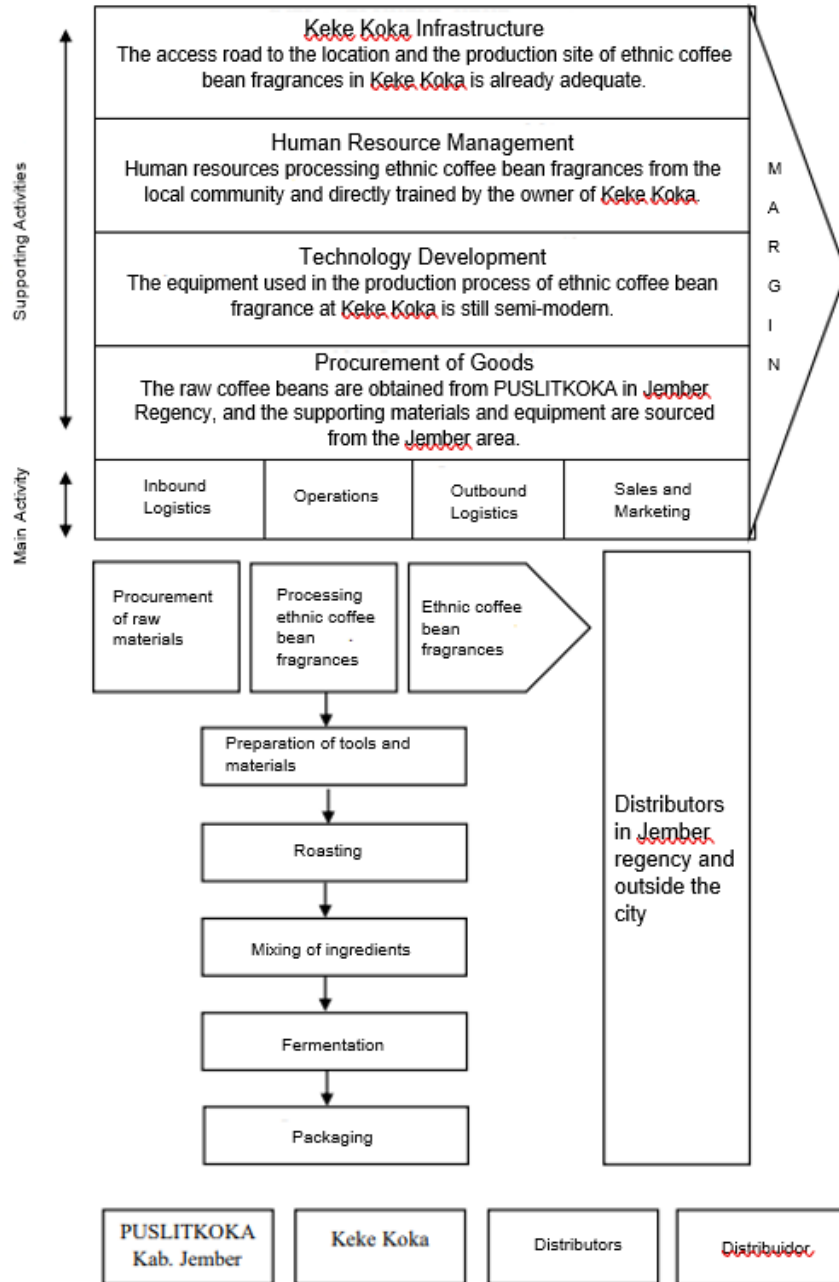 Keke Koka Infrastructure
The access road to the location and the production site of ethnic coffee
bean fragrances in Keke Koka is already adequate.
Human Resource Management
Human resources processing ethnic coffee bean fragrances from the
local community and directly trained by the owner of Keke Koka.
Technology Development
The equipment used in the production process of ethnic coffee bean
fragrance at Keke Koka is still semi-modern.
Procurement of Goods
The raw coffee beans are obtained from PUSLITKOKA in Jember
Regency, and the supporting materials and equipment are sourced
from the Jember area.
Supporting Activities
MARGIN
Main Activity
Inbound
Logistics
Operations
Outbound
Logistics
Sales and
Marketing
Procurement
of raw
materials
Processing
ethnic coffee
bean
fragrances
Ethnic coffee
bean
fragrances
Preparation of tools and
materials
Roasting
Mixing of ingredients
Fermentation
Packaging
Distributors
in Jember
regency and
outside the
city
PUSLITKOKA
Kab. Jember
Keke Koka
Distributors
Distribuidor